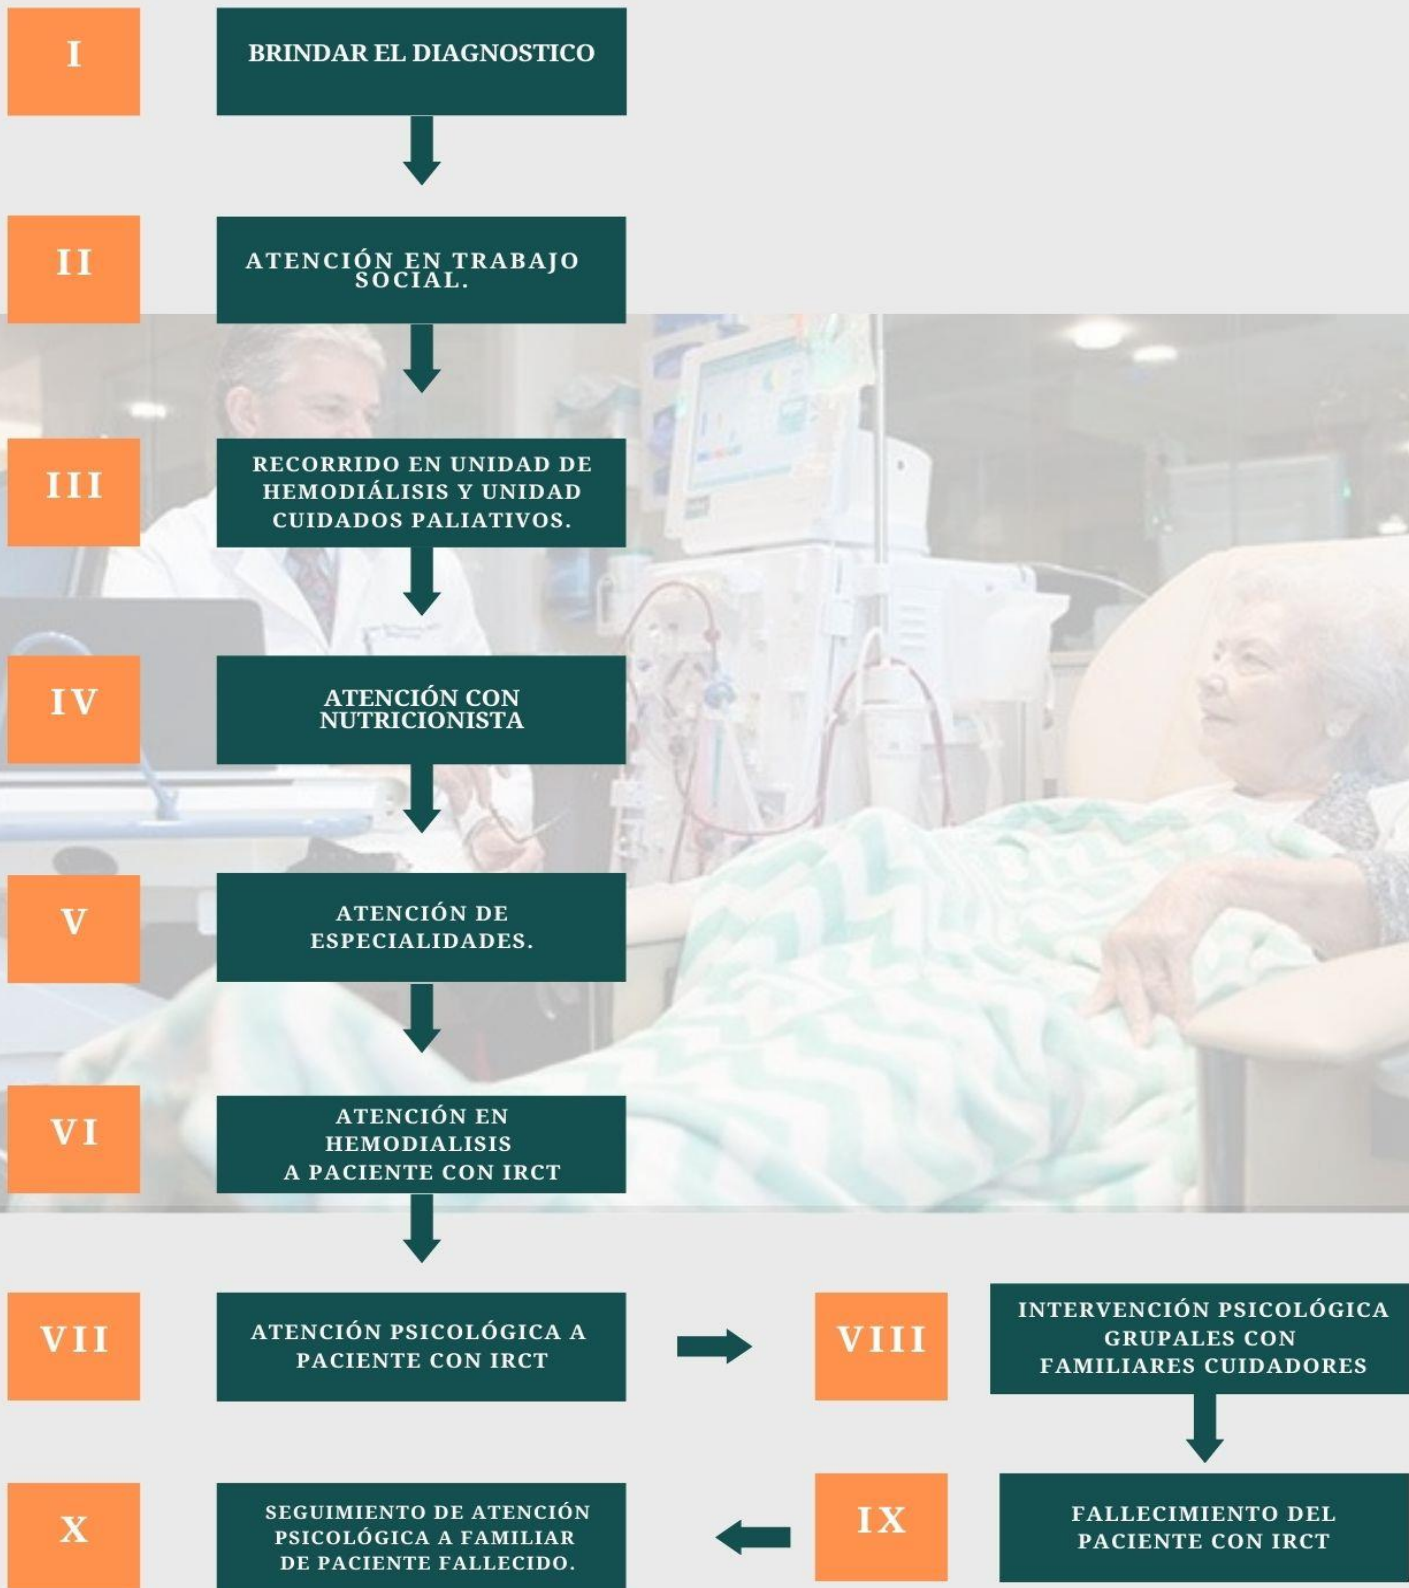 I
BRINDAR EL DIAGNOSTICO
II
ATENCIÓN EN TRABAJO
SOCIAL.
III
RECORRIDO EN UNIDAD DE
HEMODIÁLISIS Y UNIDAD
CUIDADOS PALIATIVOS.
IV
ATENCIÓN CON
NUTRICIONISTA
V
ATENCIÓN DE
ESPECIALIDADES.
VI
ATENCIÓN EN
HEMODIALISIS
A PACIENTE CON IRCT
VII
ATENCIÓN PSICOLÓGICA A
PACIENTE CON IRCT
VIII
INTERVENCIÓN PSICOLÓGICA
GRUPALES CON
FAMILIARES CUIDADORES
IX
FALLECIMIENTO DEL
PACIENTE CON IRCT
X
SEGUIMIENTO DE ATENCIÓN
PSICOLÓGICA A FAMILIAR
DE PACIENTE FALLECIDO.